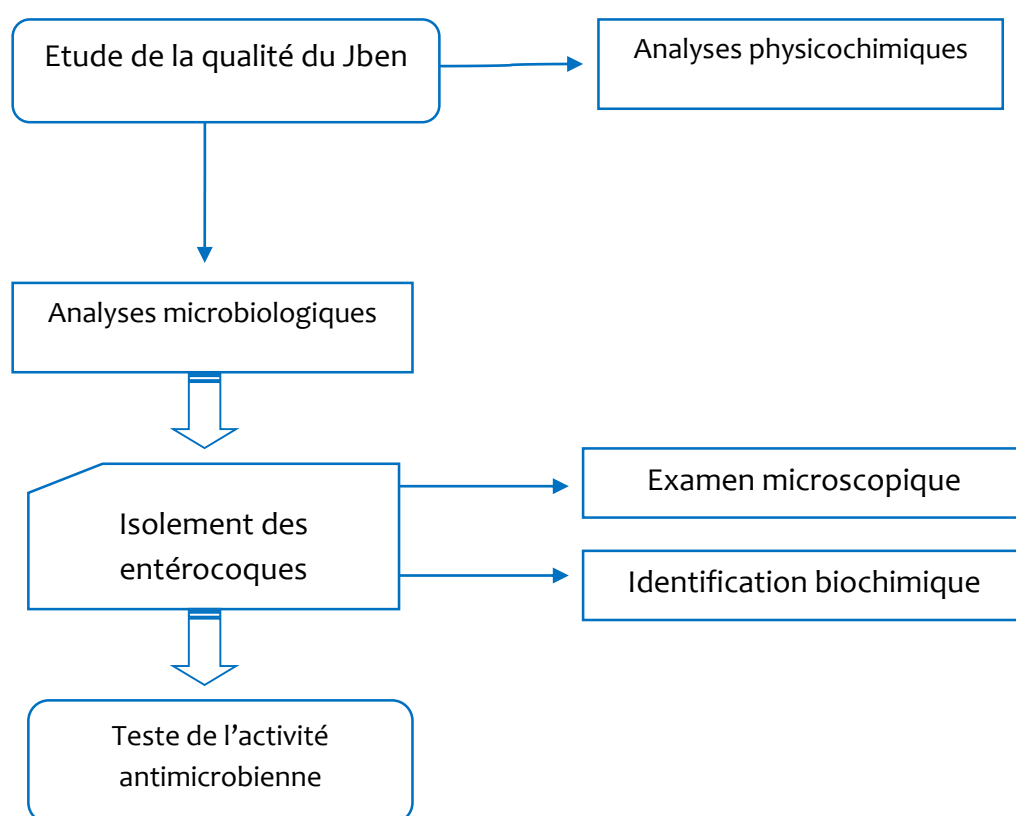 Etude de la qualité du Jben
Analyses physicochimiques
Analyses microbiologiques
Isolement des
entérocoques
Examen microscopique
Identification biochimique
Teste de l’activité
antimicrobienne